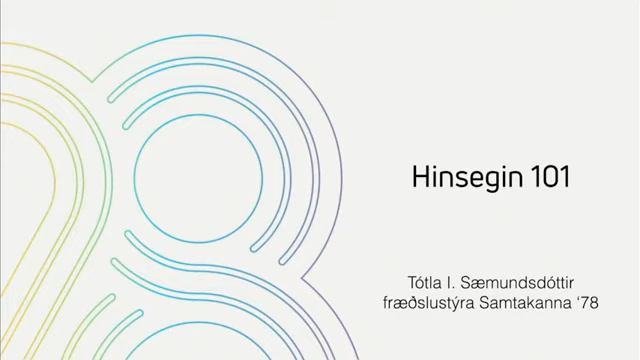 Hinsegin 101
Tótla I. Sæmundsdóttir
fræðslustýra Samtakanna ‘78